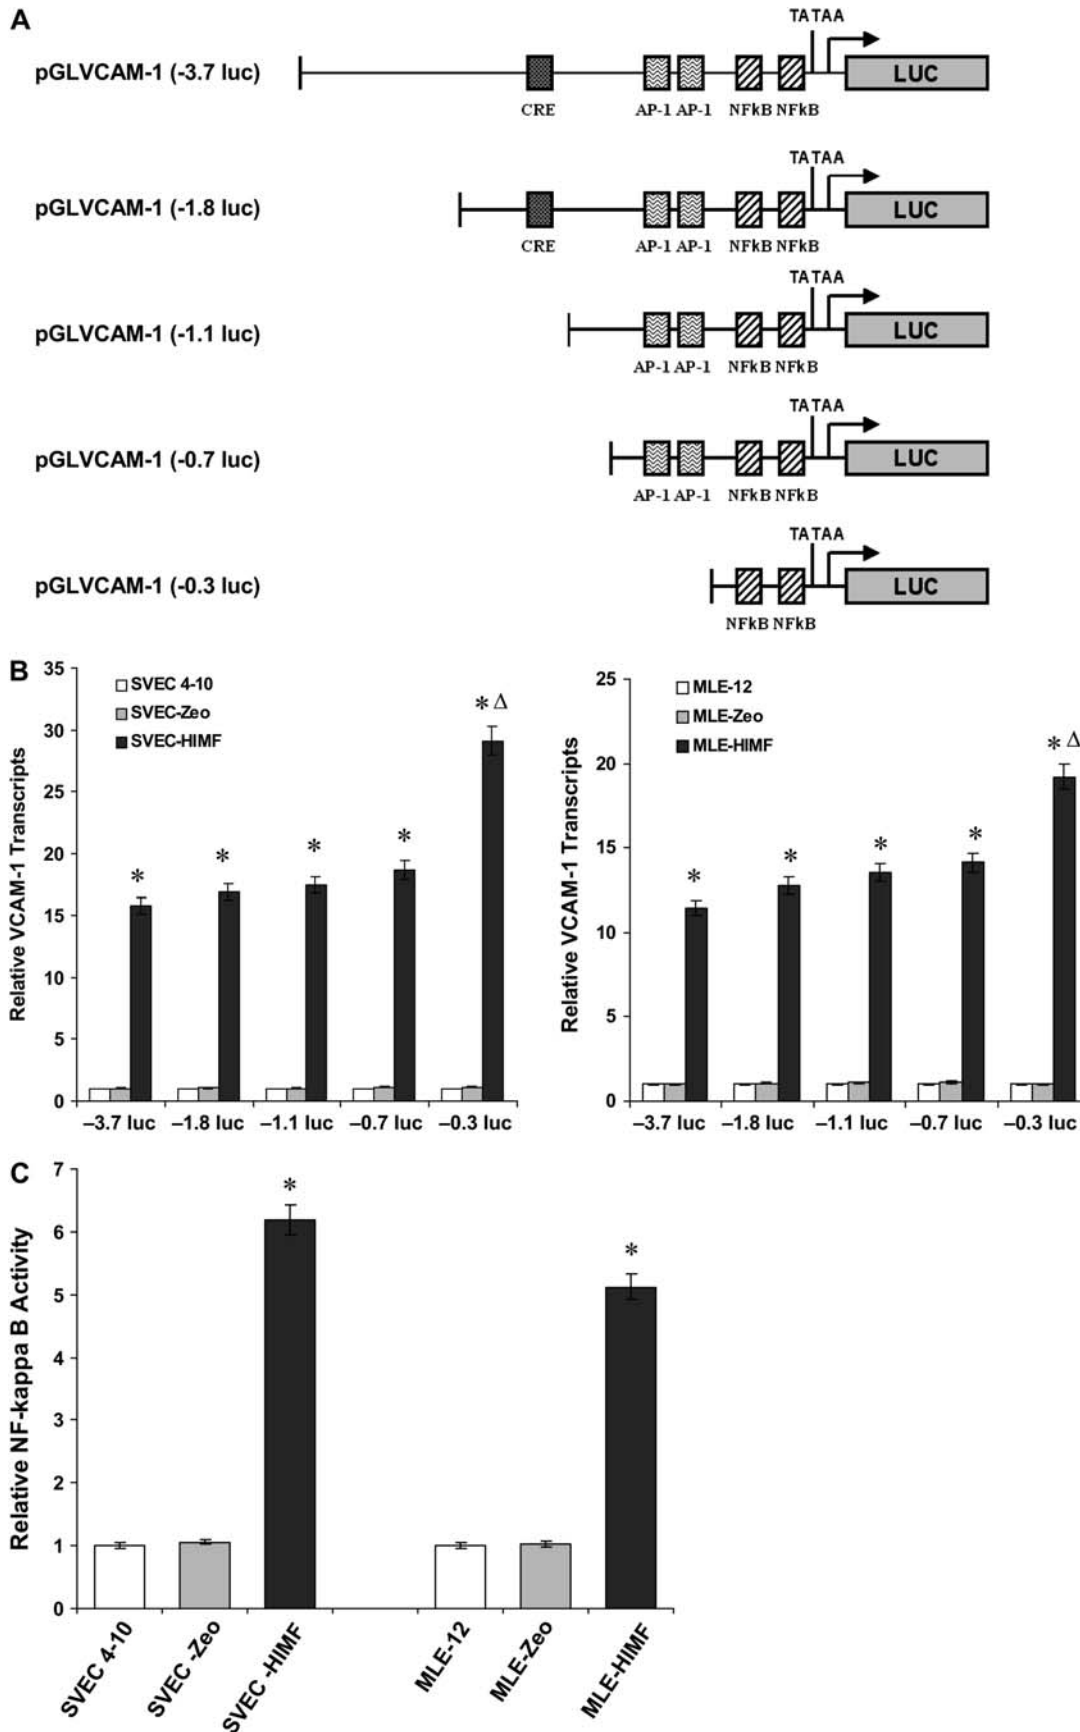 A
TATAA
pGLVCAM-1 (-3.7 luc)
LUC
CRE AP-1 AP-1 NFkB NFkB
TATAA
pGLVCAM-1 (-1.8 luc)
LUC
CRE AP-1 AP-1 NFkB NFkB
TATAA
pGLVCAM-1 (-1.1 luc)
LUC
AP-1 AP-1 NFkB NFkB
TATAA
pGLVCAM-1 (-0.7 luc)
LUC
AP-1 AP-1 NFkB NFkB
TATAA
pGLVCAM-1 (-0.3 luc)
LUC
NFkB NFkB
B
Relative VCAM-1 Transcripts
35
30
25
20
15
10
5
0
SVEC 4-10
SVEC-Zeo
SVEC-HIMF
* * * * * Δ
–3.7 luc –1.8 luc –1.1 luc –0.7 luc –0.3 luc
Relative VCAM-1 Transcripts
25
20
15
10
5
0
MLE-12
MLE-Zeo
MLE-HIMF
* * * * * Δ
–3.7 luc –1.8 luc –1.1 luc –0.7 luc –0.3 luc
C
Relative NF-kappa B Activity
7
6
5
4
3
2
1
0
* *
SVEC 4-10
SVEC -Zeo
SVEC -HIMF
MLE-12
MLE-Zeo
MLE-HIMF